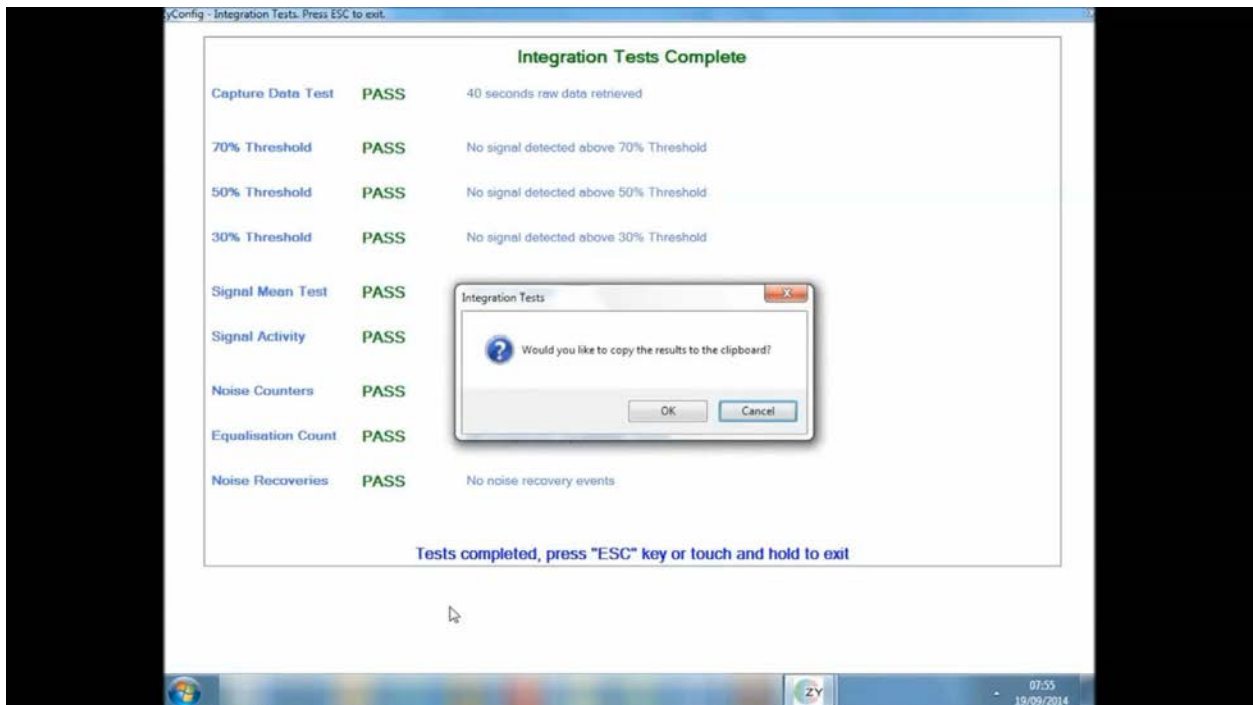 yConfig - Integration Tests. Press ESC to exit.
Integration Tests Complete
Capture Data Test PASS 40 seconds raw data retrieved
70% Threshold PASS No signal detected above 70% Threshold
50% Threshold PASS No signal detected above 50% Threshold
30% Threshold PASS No signal detected above 30% Threshold
Signal Mean Test PASS
Signal Activity PASS
Noise Counters PASS
Equalisation Count PASS
Noise Recoveries PASS No noise recovery events
Integration Tests
Would you like to copy the results to the clipboard?
OK Cancel
Tests completed, press "ESC" key or touch and hold to exit
ZY
07:55
19/09/2014